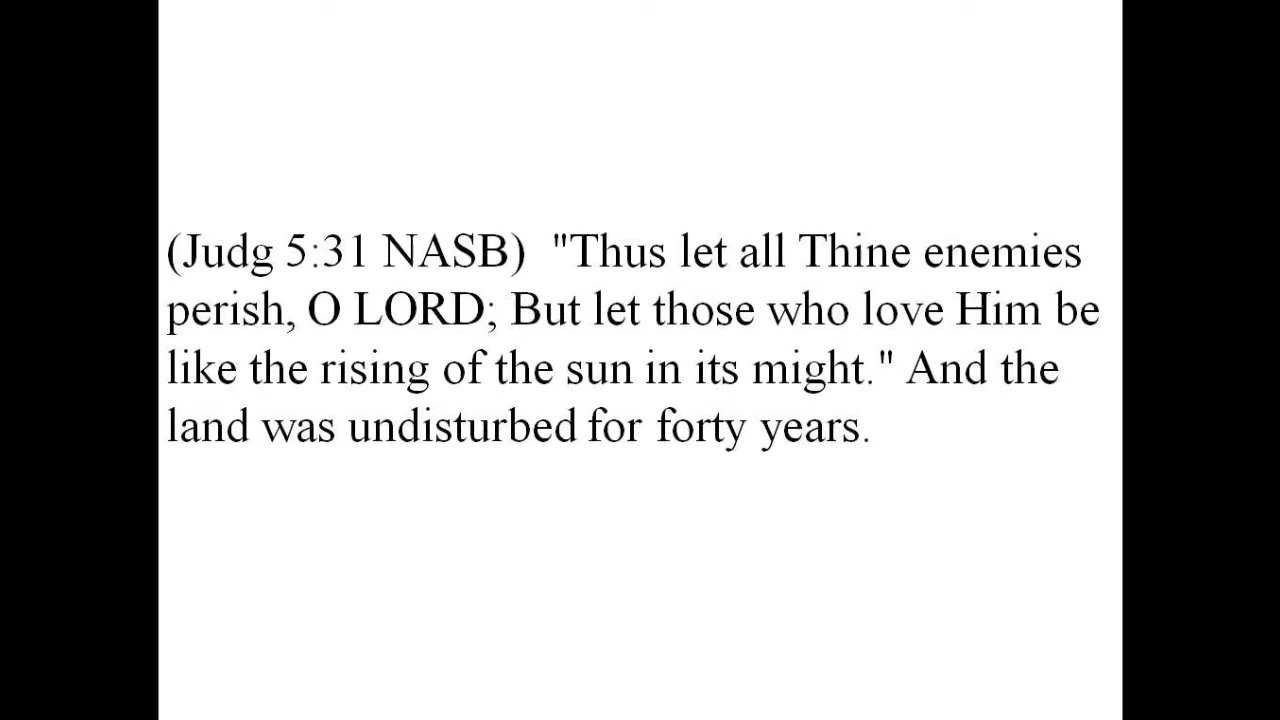 (Judg 5:31 NASB)  "Thus let all Thine enemies
perish, O LORD; But let those who love Him be
like the rising of the sun in its might." And the
land was undisturbed for forty years.